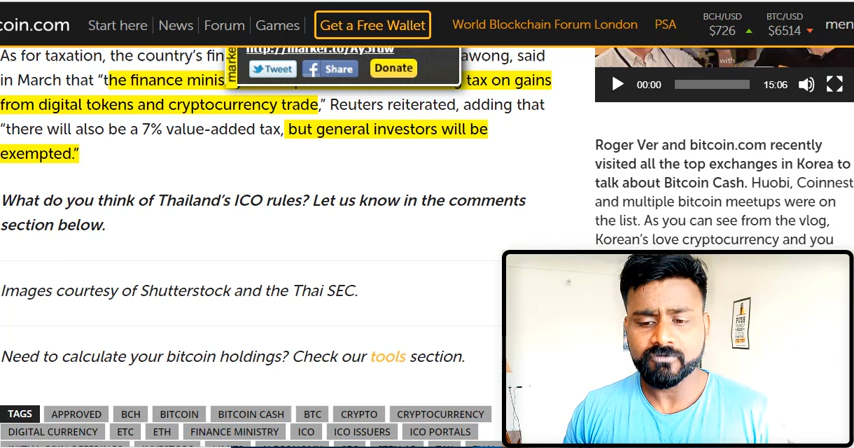 coin.com Start here News Forum Games Get a Free Wallet World Blockchain Forum London PSA BCH/USD $726 BTC/USD $6514 men
As for taxation, the country's fin awong, said
http://marker.to/Ay3rdw
in March that "the finance minis tax on gains
Tweet Share Donate
marke
from digital tokens and cryptocurrency trade," Reuters reiterated, adding that
"there will also be a 7% value-added tax, but general investors will be
exempted."
What do you think of Thailand's ICO rules? Let us know in the comments
section below.
Images courtesy of Shutterstock and the Thai SEC.
Need to calculate your bitcoin holdings? Check our tools section.
TAGS APPROVED BCH BITCOIN BITCOIN CASH BTC CRYPTO CRYPTOCURRENCY
DIGITAL CURRENCY ETC ETH FINANCE MINISTRY ICO ICO ISSUERS ICO PORTALS
with
00:00 15:06
Roger Ver and bitcoin.com recently
visited all the top exchanges in Korea to
talk about Bitcoin Cash. Huobi, Coinnest
and multiple bitcoin meetups were on
the list. As you can see from the vlog,
Korean's love cryptocurrency and you
PUSH